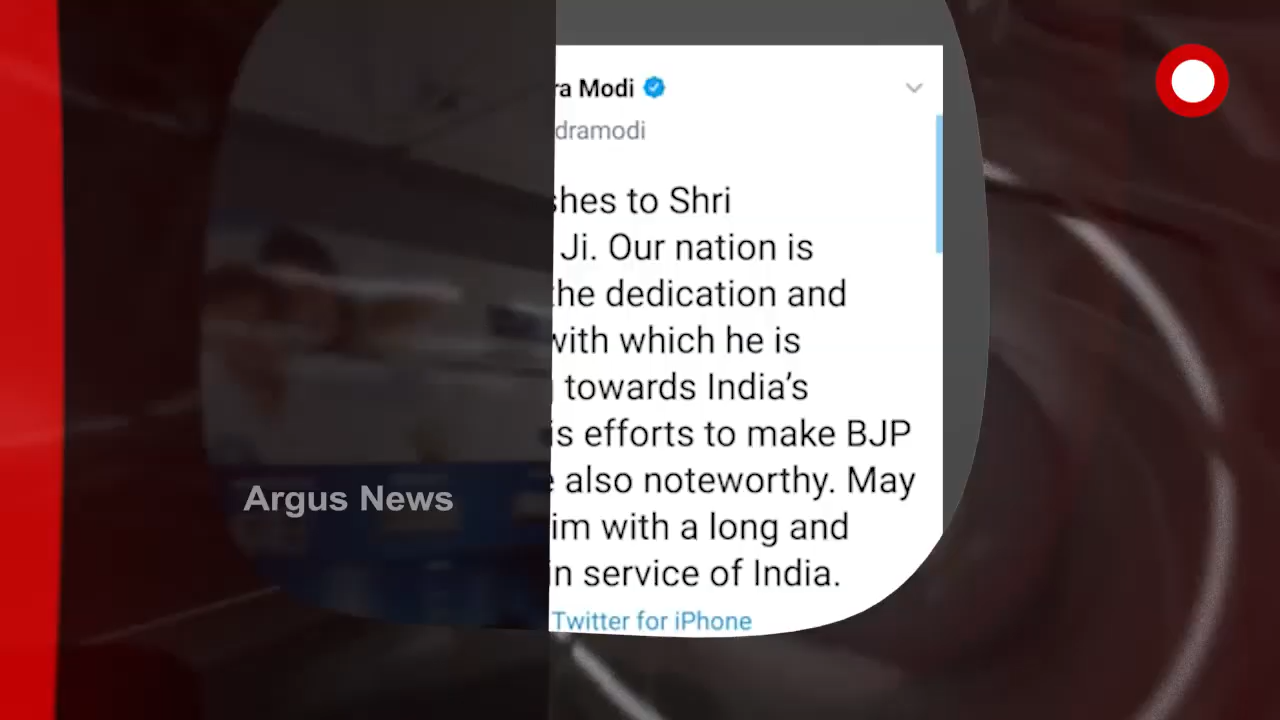 ra Modi
dramodi
shes to Shri
Ji. Our nation is
the dedication and
with which he is
towards India's
is efforts to make BJP
also noteworthy. May
im with a long and
in service of India.
Twitter for iPhone
Argus News